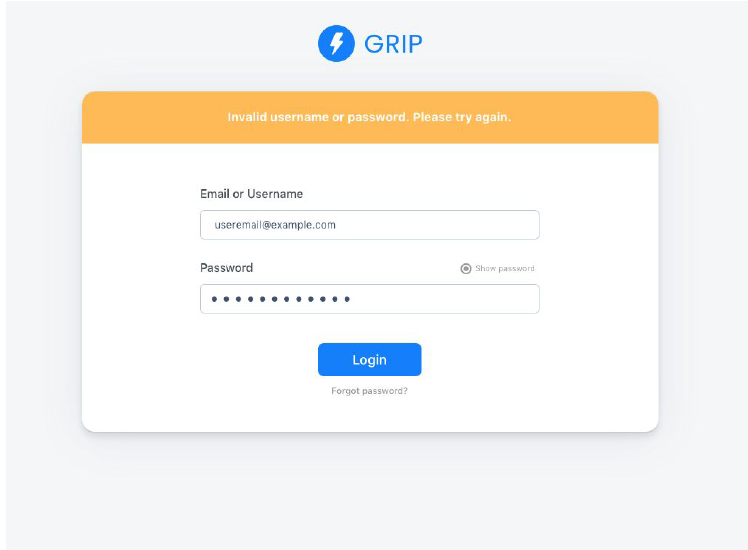 GRIP
Invalid username or password. Please try again.
Email or Username
useremail@example.com
Password
Show password
● ● ● ● ● ● ● ● ● ● ● ●
Login
Forgot password?